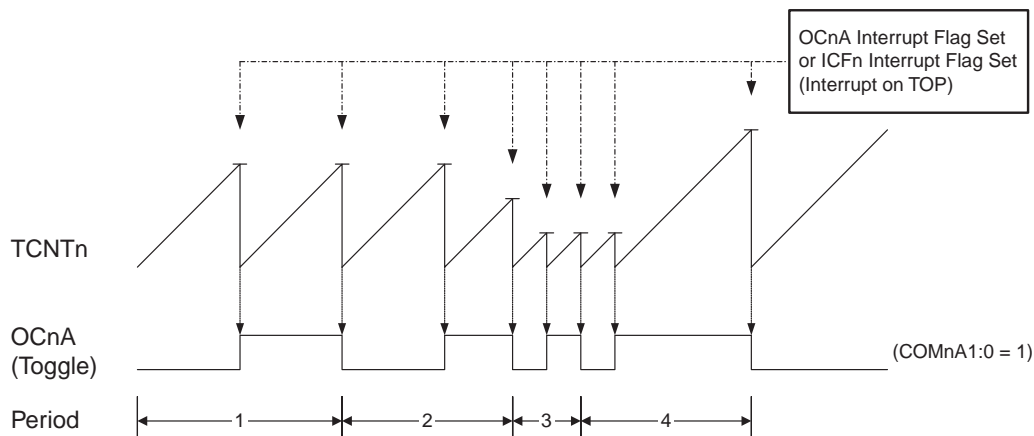 OCnA Interrupt Flag Set
or ICFn Interrupt Flag Set
(Interrupt on TOP)
TCNTn
OCnA
(Toggle)
(COMnA1:0 = 1)
Period
1
2
3
4